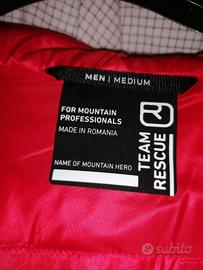 MEN | MEDIUM
FOR MOUNTAIN
PROFESSIONALS
MADE IN ROMANIA
NAME OF MOUNTAIN HERO
TEAM
RESCUE
subito